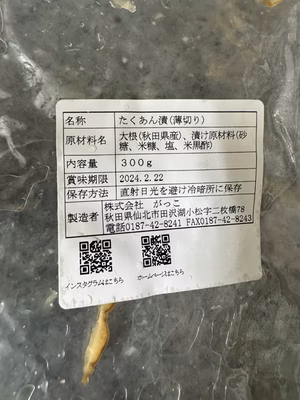 名称 たくあん漬(薄切り)
原材料名 大根(秋田県産)、漬け原材料(砂
糖、米糠、塩、米黒酢)
内容量 300g
賞味期限 2024.2.22
保存方法 直射日光を避け冷暗所に保存
製造者 株式会社 がっこ
秋田県仙北市田沢湖小松字二枚橋78
電話0187-42-8241 FAX0187-42-8243
インスタグラムはこちら
ホームページはこちら